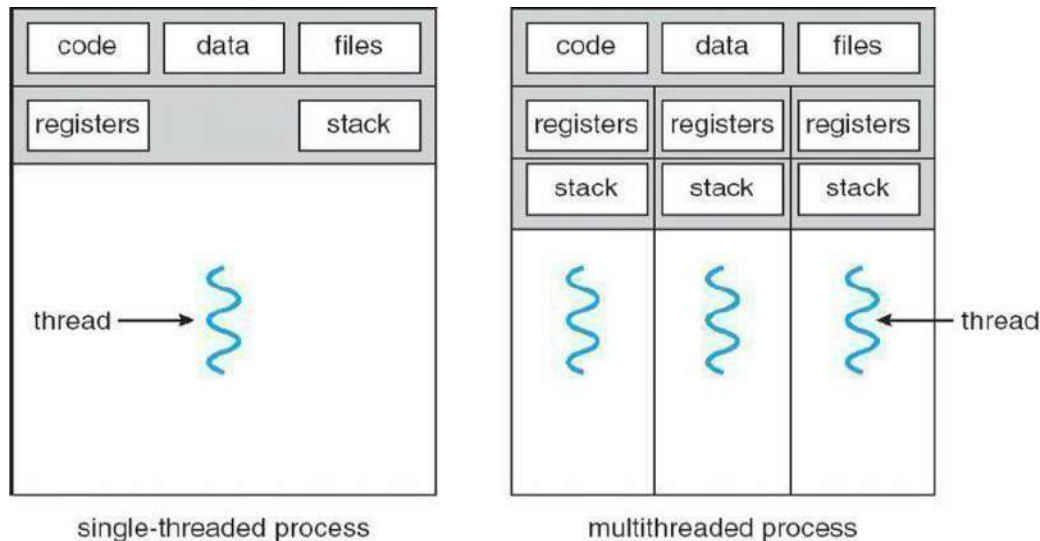 code data files
registers stack
thread
single-threaded process
code data files
registers registers registers
stack stack stack
thread
multithreaded process